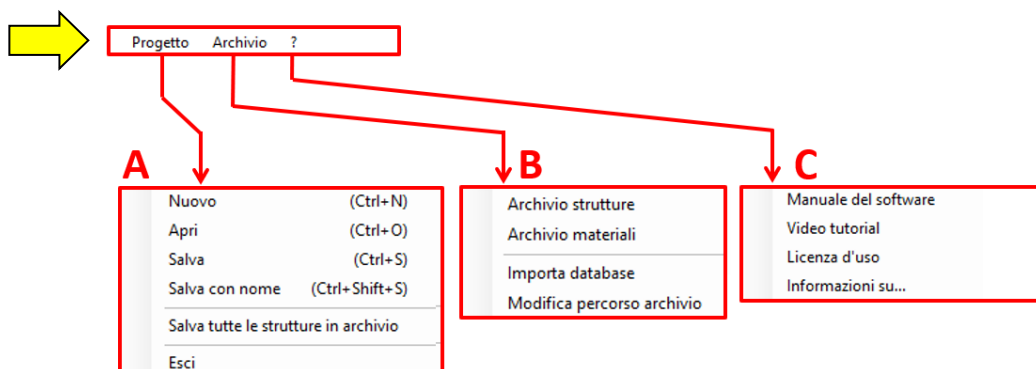 Progetto Archivio ?
A
Nuovo (Ctrl+N)
Apri (Ctrl+O)
Salva (Ctrl+S)
Salva con nome (Ctrl+Shift+S)
Salva tutte le strutture in archivio
Esci
B
Archivio strutture
Archivio materiali
Importa database
Modifica percorso archivio
C
Manuale del software
Video tutorial
Licenza d'uso
Informazioni su...